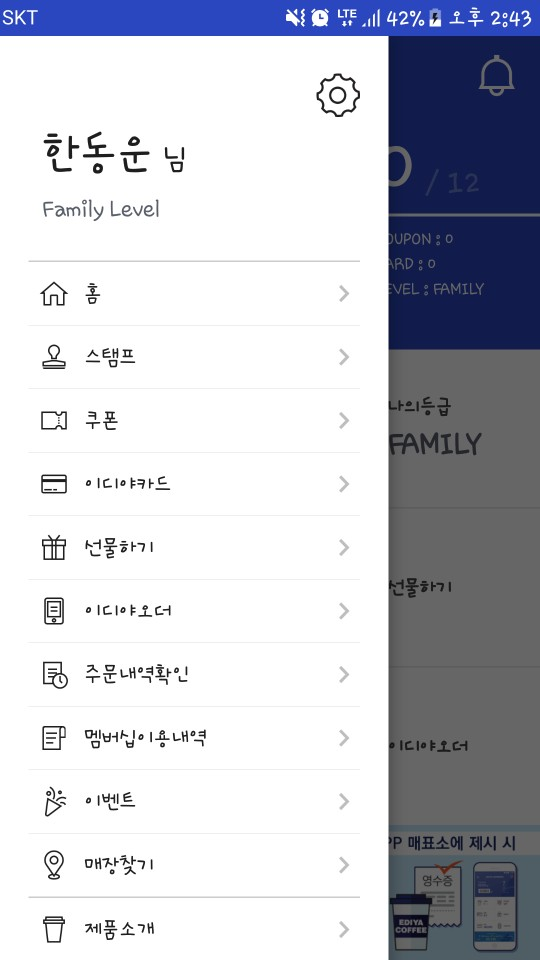 SKT
LTE
42%
오후 2:43
한동운 님
Family Level
홈
스탬프
쿠폰
이디야카드
선물하기
이디야오더
주문내역확인
멤버십이용내역
이벤트
매장찾기
제품소개
/ 12
OUPON : 0
ARD : 0
EVEL : FAMILY
나의등급
FAMILY
선물하기
이디야오더
PP 매표소에 제시 시
영수증
EDIYA
COFFEE